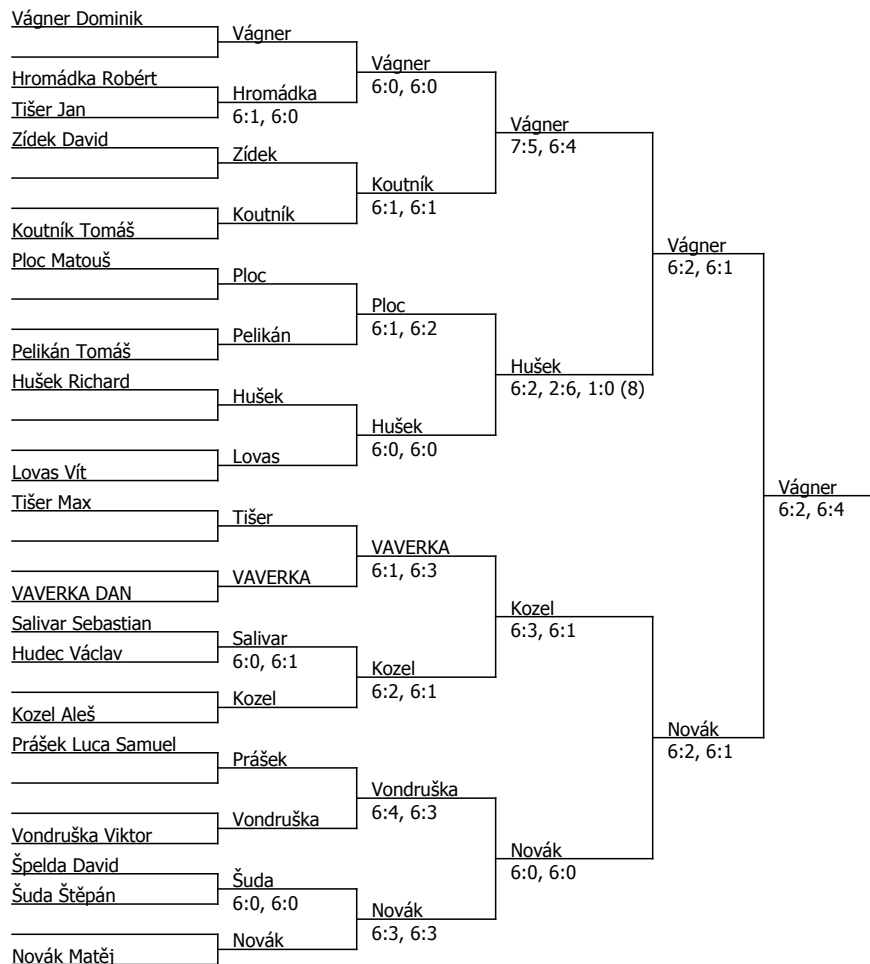 Vágner Dominik
Vágner
Vágner
6:0, 6:0
Hromádka Robért
Hromádka
6:1, 6:0
Tišer Jan
Vágner
7:5, 6:4
Zídek David
Zídek
Koutník
6:1, 6:1
Koutník
Koutník Tomáš
Vágner
6:2, 6:1
Ploc Matouš
Ploc
Ploc
6:1, 6:2
Pelikán
Pelikán Tomáš
Hušek
6:2, 2:6, 1:0 (8)
Hušek Richard
Hušek
Hušek
6:0, 6:0
Lovas
Lovas Vít
Vágner
6:2, 6:4
Tišer Max
Tišer
VAVERKA
6:1, 6:3
VAVERKA
VAVERKA DAN
Kozel
6:3, 6:1
Salivar Sebastian
Salivar
6:0, 6:1
Hudec Václav
Kozel
6:2, 6:1
Kozel
Kozel Aleš
Novák
6:2, 6:1
Prášek Luca Samuel
Prášek
Vondruška
6:4, 6:3
Vondruška
Vondruška Viktor
Novák
6:0, 6:0
Špelda David
Šuda
6:0, 6:0
Šuda Štěpán
Novák
6:3, 6:3
Novák
Novák Matěj